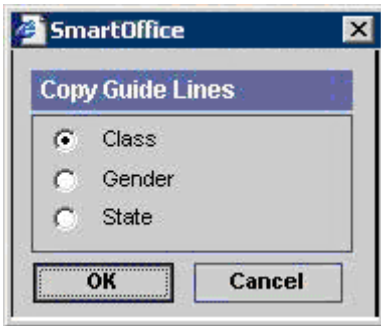 SmartOffice
Copy Guide Lines
Class
Gender
State
OK Cancel